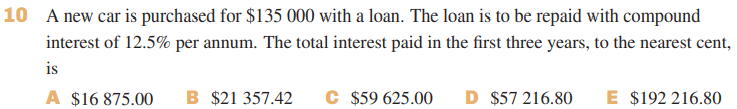 10 A new car is purchased for $135 000 with a loan. The loan is to be repaid with compound
interest of 12.5% per annum. The total interest paid in the first three years, to the nearest cent,
is
A $16 875.00 B $21 357.42 C $59 625.00 D $57 216.80 E $192 216.80